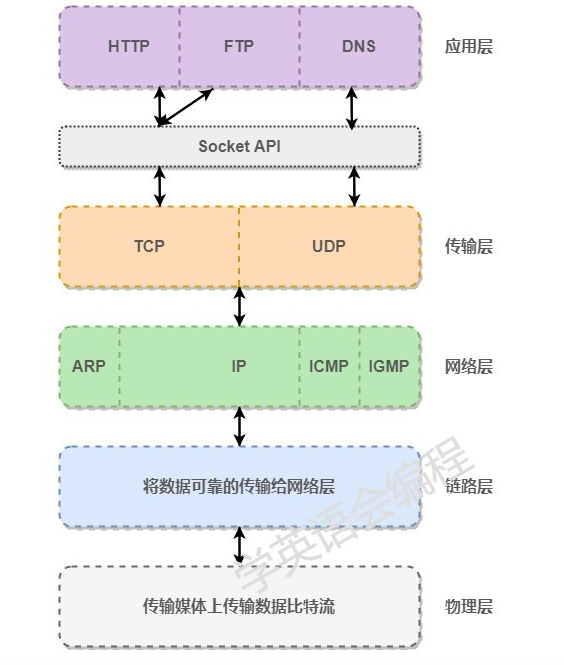 HTTP FTP DNS 应用层
Socket API
TCP UDP 传输层
ARP IP ICMP IGMP 网络层
将数据可靠的传输给网络层 链路层
学英语会编程
传输媒体上传输数据比特流 物理层